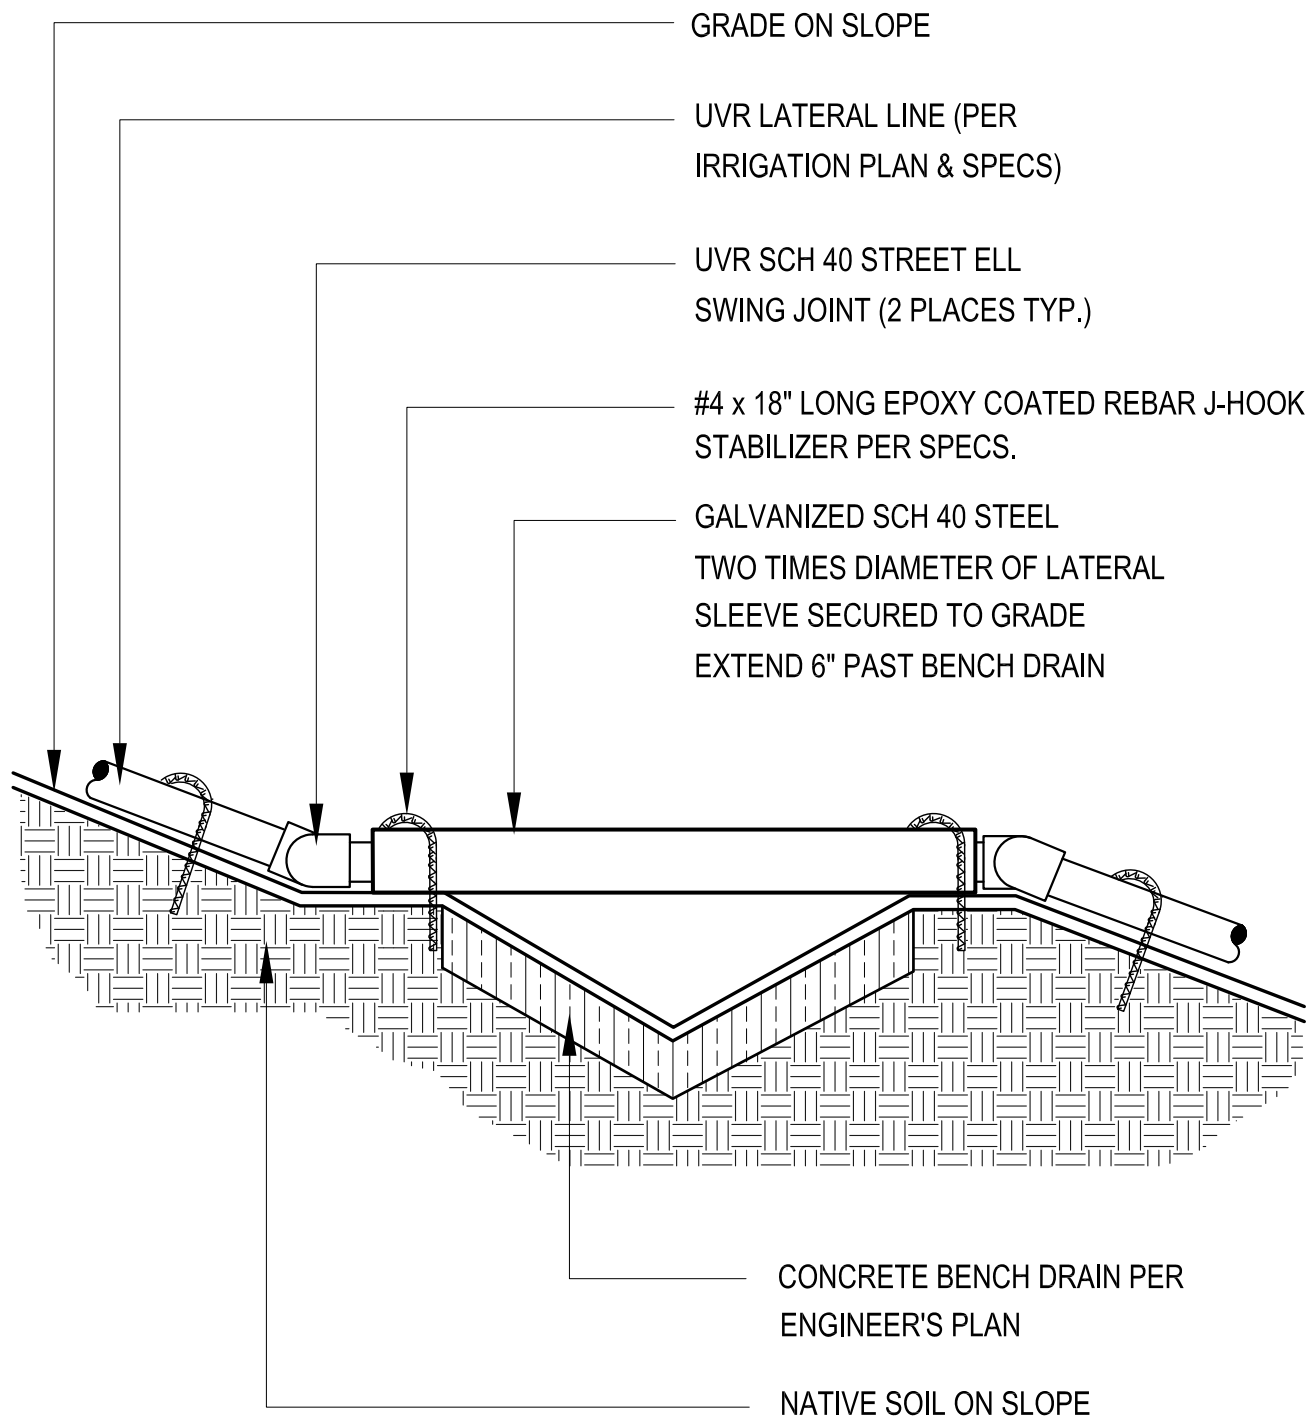 GRADE ON SLOPE
UVR LATERAL LINE (PER
IRRIGATION PLAN & SPECS)
UVR SCH 40 STREET ELL
SWING JOINT (2 PLACES TYP.)
#4 x 18" LONG EPOXY COATED REBAR J-HOOK
STABILIZER PER SPECS.
GALVANIZED SCH 40 STEEL
TWO TIMES DIAMETER OF LATERAL
SLEEVE SECURED TO GRADE
EXTEND 6" PAST BENCH DRAIN
CONCRETE BENCH DRAIN PER
ENGINEER'S PLAN
NATIVE SOIL ON SLOPE